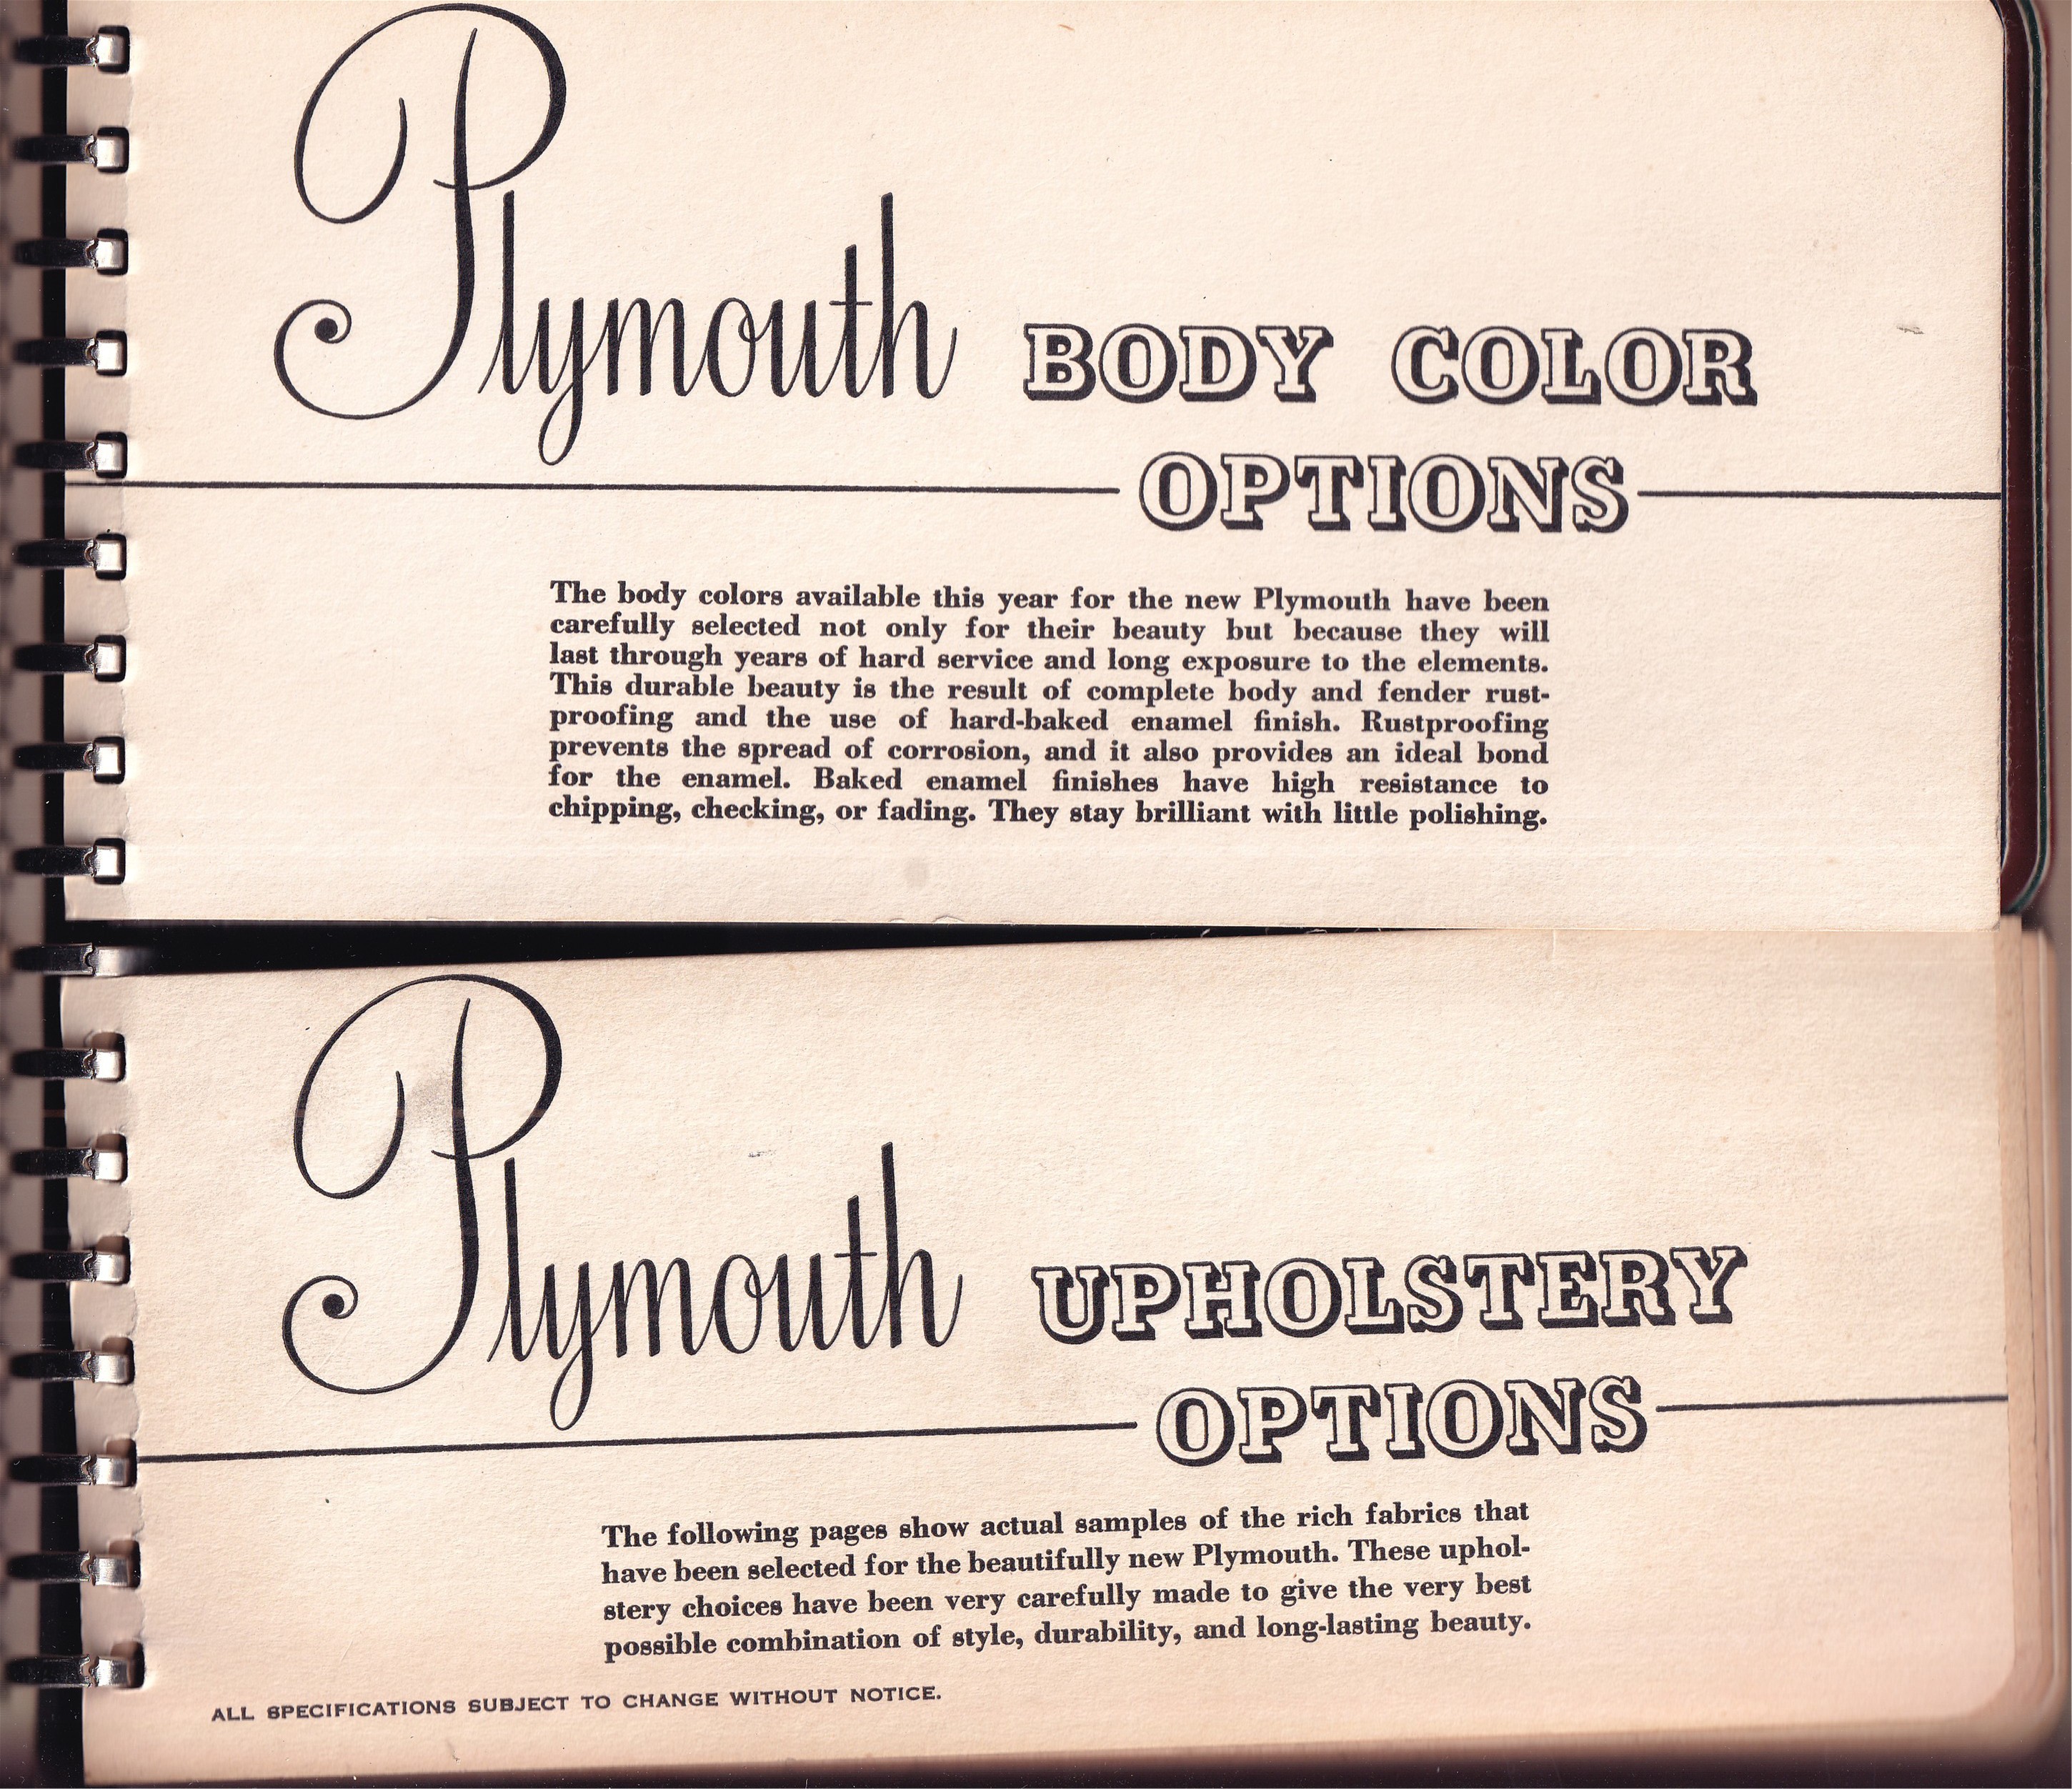 Plymouth BODY COLOR
OPTIONS
The body colors available this year for the new Plymouth have been
carefully selected not only for their beauty but because they will
last through years of hard service and long exposure to the elements.
This durable beauty is the result of complete body and fender rust-
proofing and the use of hard-baked enamel finish. Rustproofing
prevents the spread of corrosion, and it also provides an ideal bond
for the enamel. Baked enamel finishes have high resistance to
chipping, checking, or fading. They stay brilliant with little polishing.
Plymouth UPHOLSTERY
OPTIONS
The following pages show actual samples of the rich fabrics that
have been selected for the beautifully new Plymouth. These uphol-
stery choices have been very carefully made to give the very best
possible combination of style, durability, and long-lasting beauty.
ALL SPECIFICATIONS SUBJECT TO CHANGE WITHOUT NOTICE.